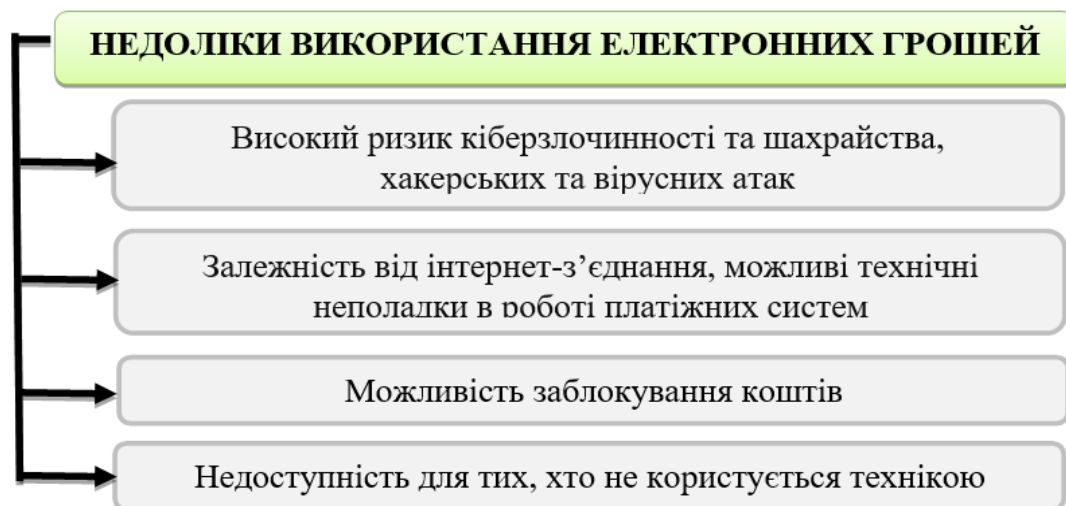 НЕДОЛІКИ ВИКОРИСТАННЯ ЕЛЕКТРОННИХ ГРОШЕЙ
Високий ризик кіберзлочинності та шахрайства,
хакерських та вірусних атак
Залежність від інтернет-з’єднання, можливі технічні
неполадки в роботі платіжних систем
Можливість заблокування коштів
Недоступність для тих, хто не користується технікою